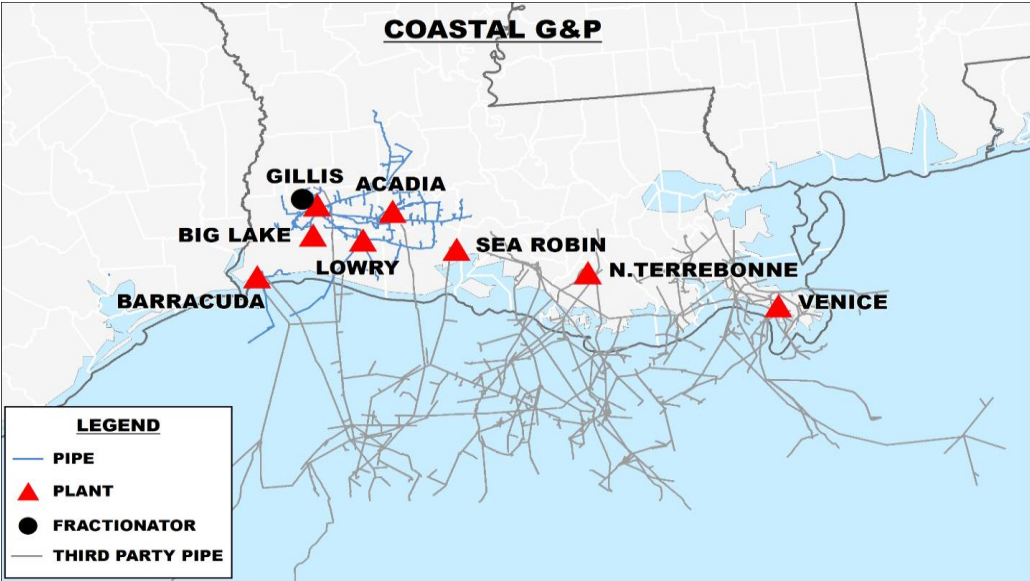 COASTAL G&P
GILLIS
ACADIA
BIG LAKE
LOWRY
SEA ROBIN
N.TERREBONNE
BARRACUDA
VENICE
LEGEND
PIPE
PLANT
FRACTIONATOR
THIRD PARTY PIPE